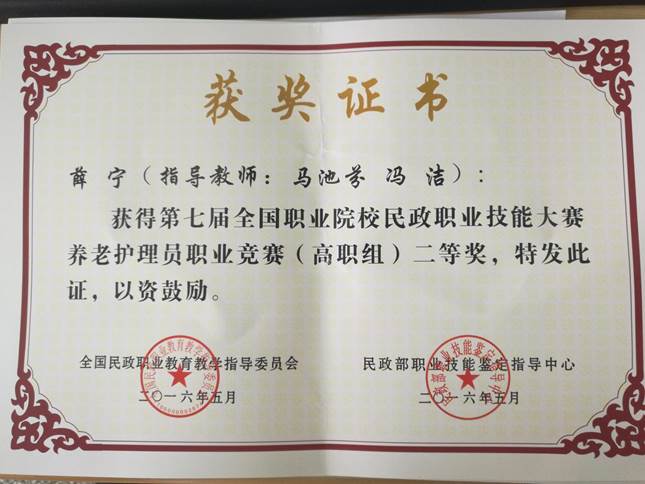 获奖证书
薛宁（指导教师：马池芬 冯洁）：
获得第七届全国职业院校民政职业技能大赛
养老护理员职业竞赛（高职组）二等奖，特发此
证，以资鼓励。
全国民政职业教育教学指导委员会
民政部职业技能鉴定指导中心
二〇一六年五月
二〇一六年五月